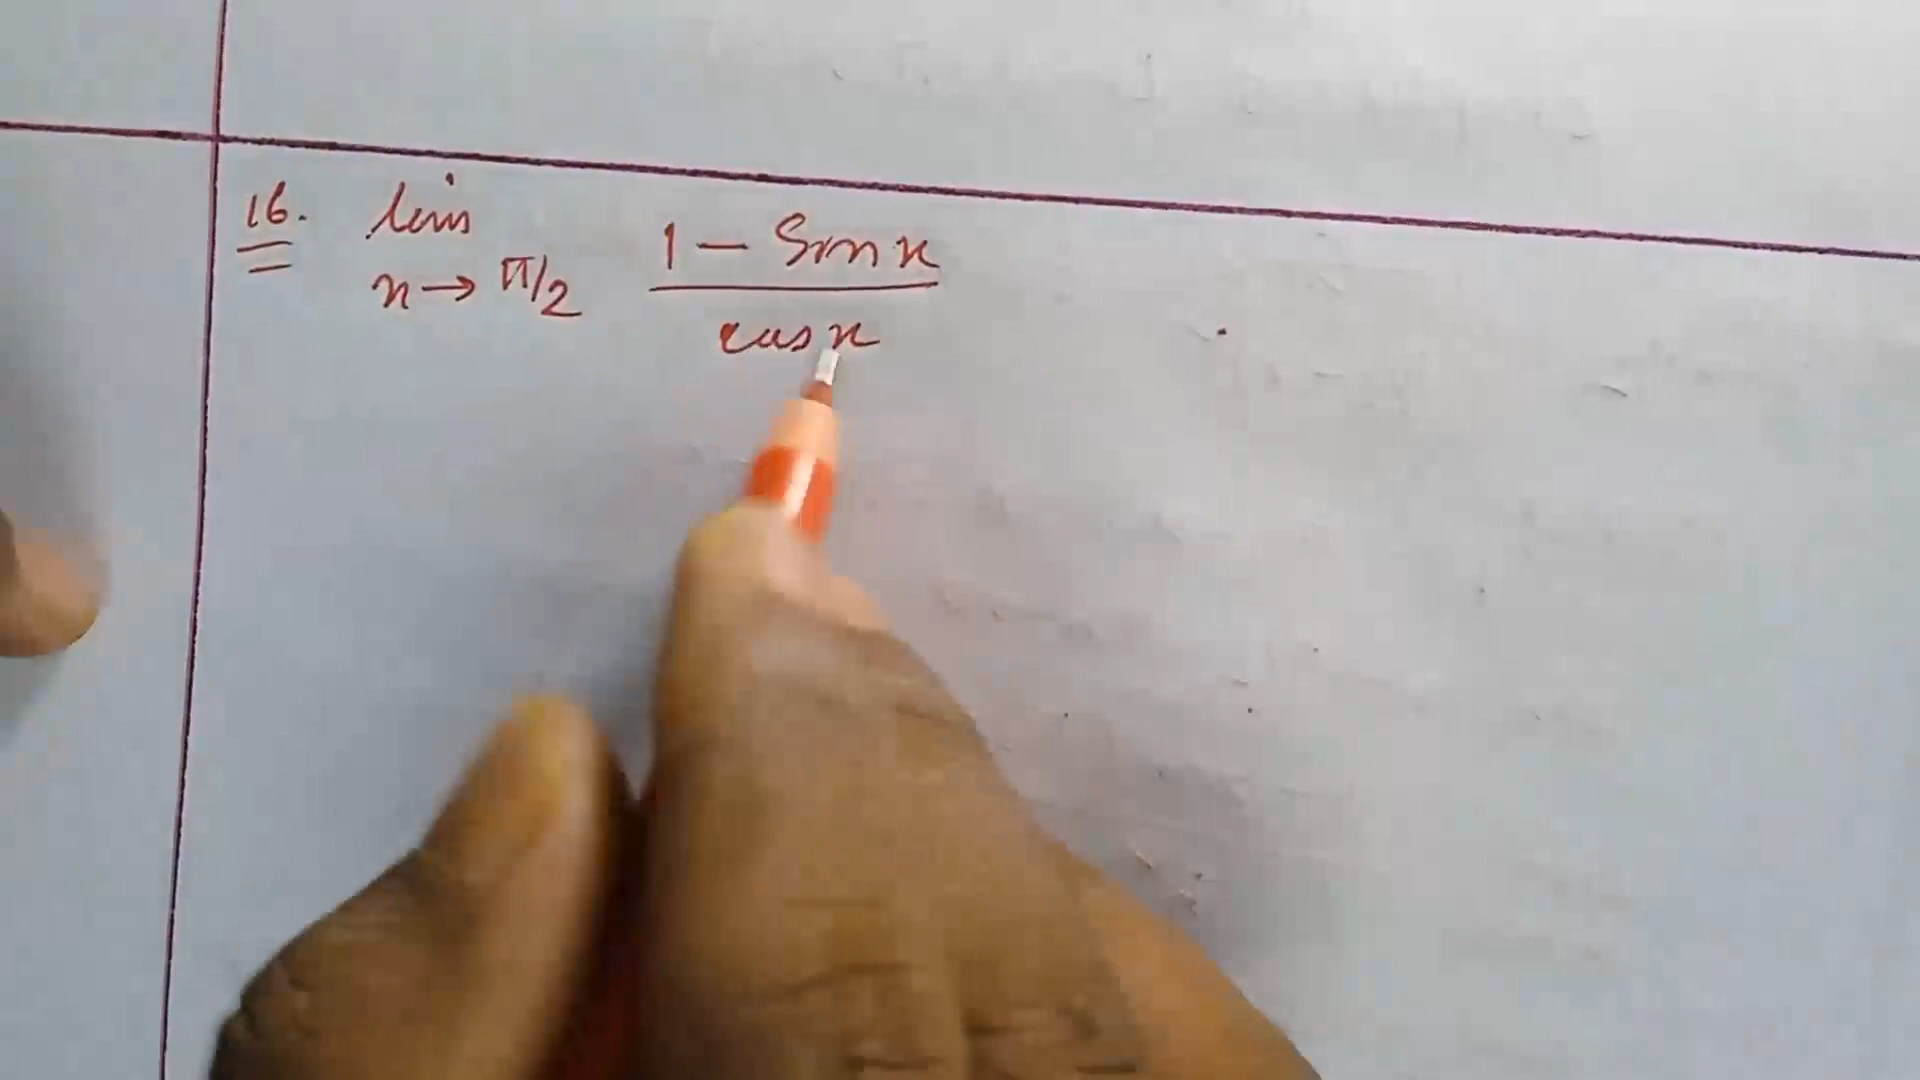 16. lim 1 - Sin x
x → π/2 cos x